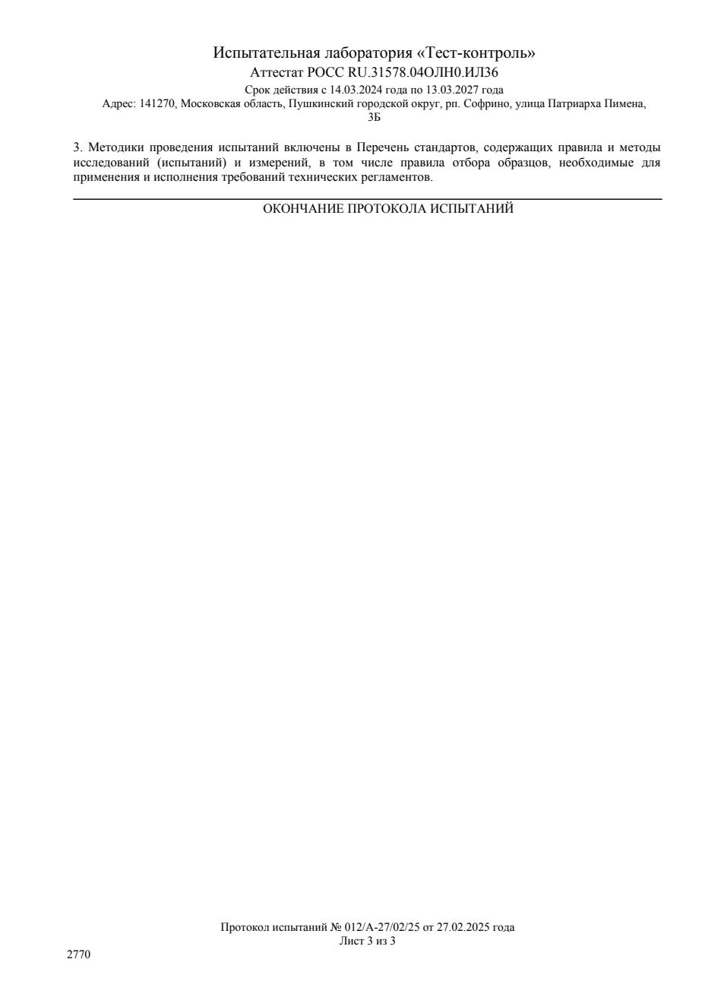 Испытательная лаборатория «Тест-контроль»
Аттестат РОСС RU.31578.04ОЛН0.ИЛ36
Срок действия с 14.03.2024 года по 13.03.2027 года
Адрес: 141270, Московская область, Пушкинский городской округ, рп. Софрино, улица Патриарха Пимена,
3Б
3. Методики проведения испытаний включены в Перечень стандартов, содержащих правила и методы
исследований (испытаний) и измерений, в том числе правила отбора образцов, необходимые для
применения и исполнения требований технических регламентов.
ОКОНЧАНИЕ ПРОТОКОЛА ИСПЫТАНИЙ
Протокол испытаний № 012/А-27/02/25 от 27.02.2025 года
Лист 3 из 3
2770